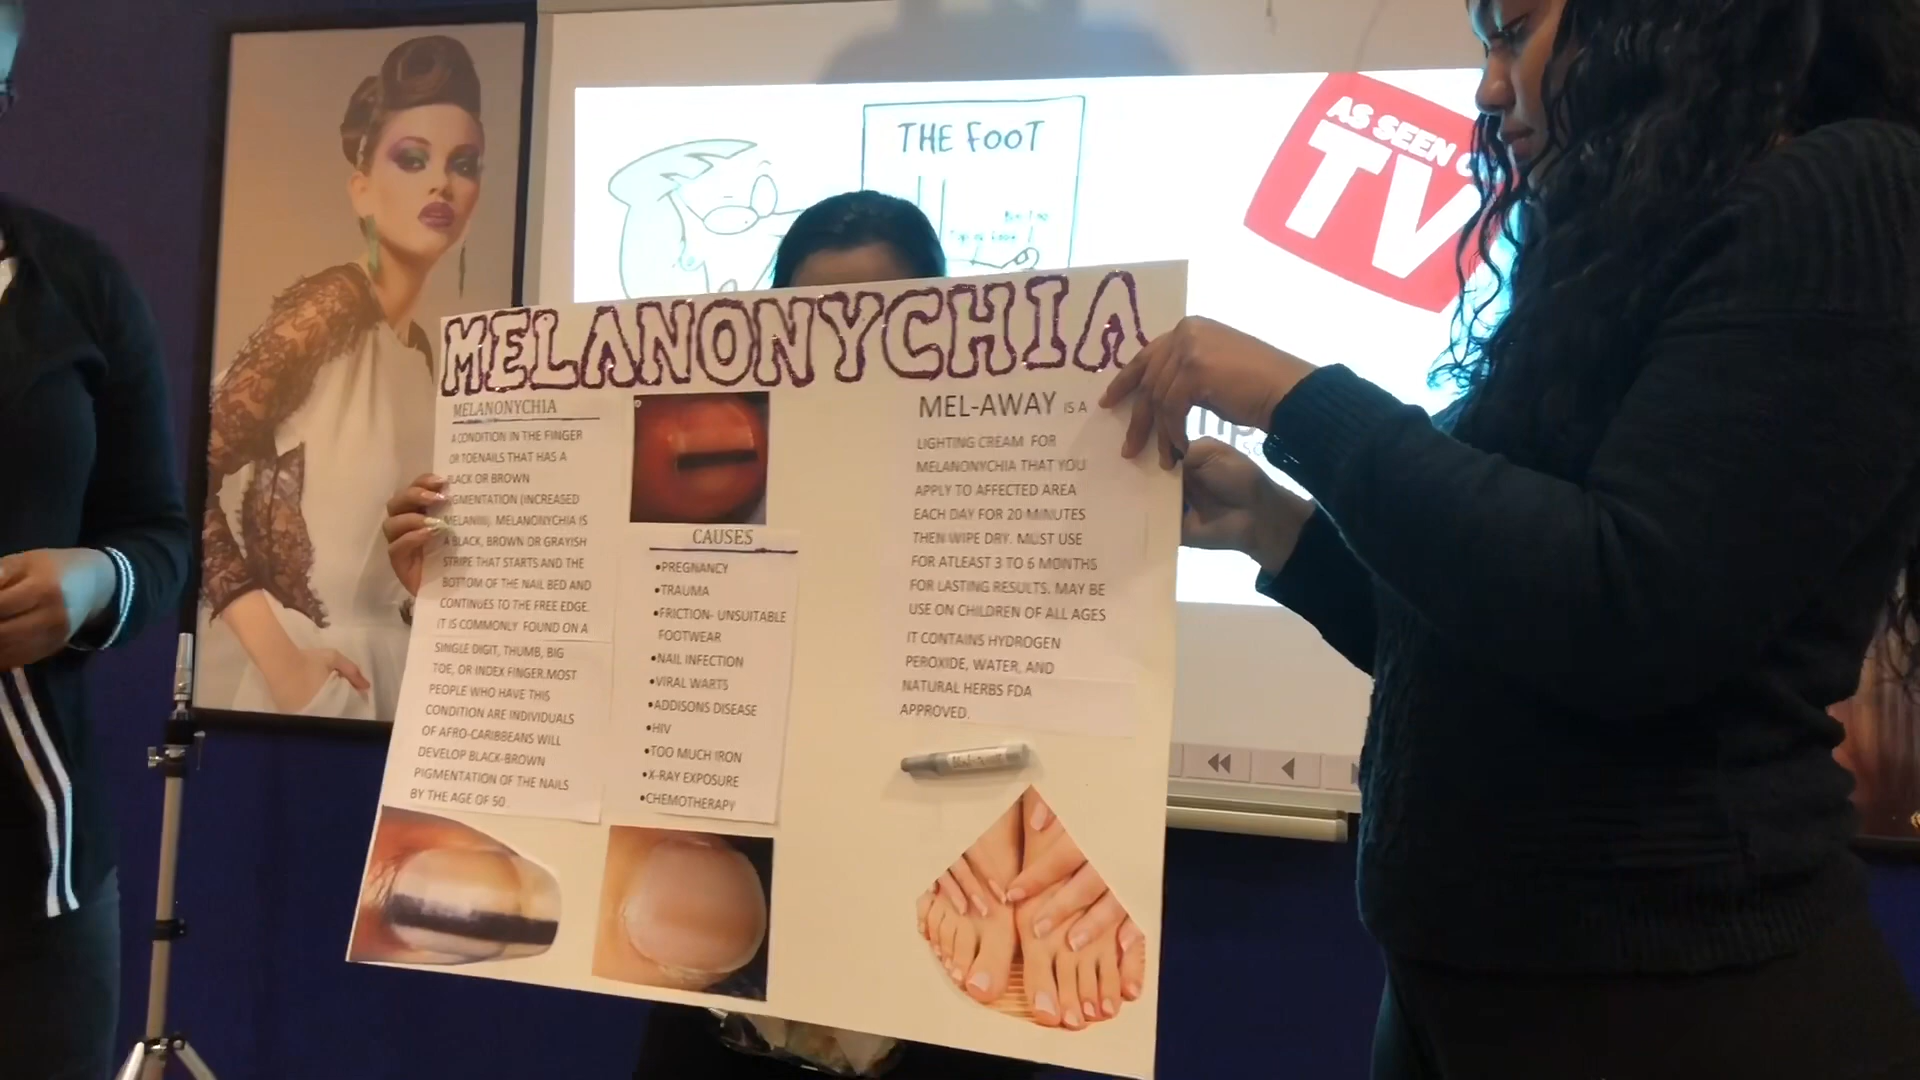 THE FOOT
AS SEEN
TV
MELANONYCHIA
MELANONYCHIA
A CONDITION IN THE FINGER
OR TOENAILS THAT HAS A
BLACK OR BROWN
PIGMENTATION (INCREASED
MELANIN). MELANONYCHIA IS
A BLACK, BROWN OR GRAYISH
STRIPE THAT STARTS AND THE
BOTTOM OF THE NAIL BED AND
CONTINUES TO THE FREE EDGE.
IT IS COMMONLY FOUND ON A
SINGLE DIGIT, THUMB, BIG
TOE, OR INDEX FINGER.MOST
PEOPLE WHO HAVE THIS
CONDITION ARE INDIVIDUALS
OF AFRO-CARIBBEANS WILL
DEVELOP BLACK-BROWN
PIGMENTATION OF THE NAILS
BY THE AGE OF 50.
CAUSES
•PREGNANCY
•TRAUMA
•FRICTION- UNSUITABLE
FOOTWEAR
•NAIL INFECTION
•VIRAL WARTS
•ADDISONS DISEASE
•HIV
•TOO MUCH IRON
•X-RAY EXPOSURE
•CHEMOTHERAPY
MEL-AWAY IS A
LIGHTING CREAM FOR
MELANONYCHIA THAT YOU
APPLY TO AFFECTED AREA
EACH DAY FOR 20 MINUTES
THEN WIPE DRY. MUST USE
FOR ATLEAST 3 TO 6 MONTHS
FOR LASTING RESULTS. MAY BE
USE ON CHILDREN OF ALL AGES
IT CONTAINS HYDROGEN
PEROXIDE, WATER, AND
NATURAL HERBS FDA
APPROVED.